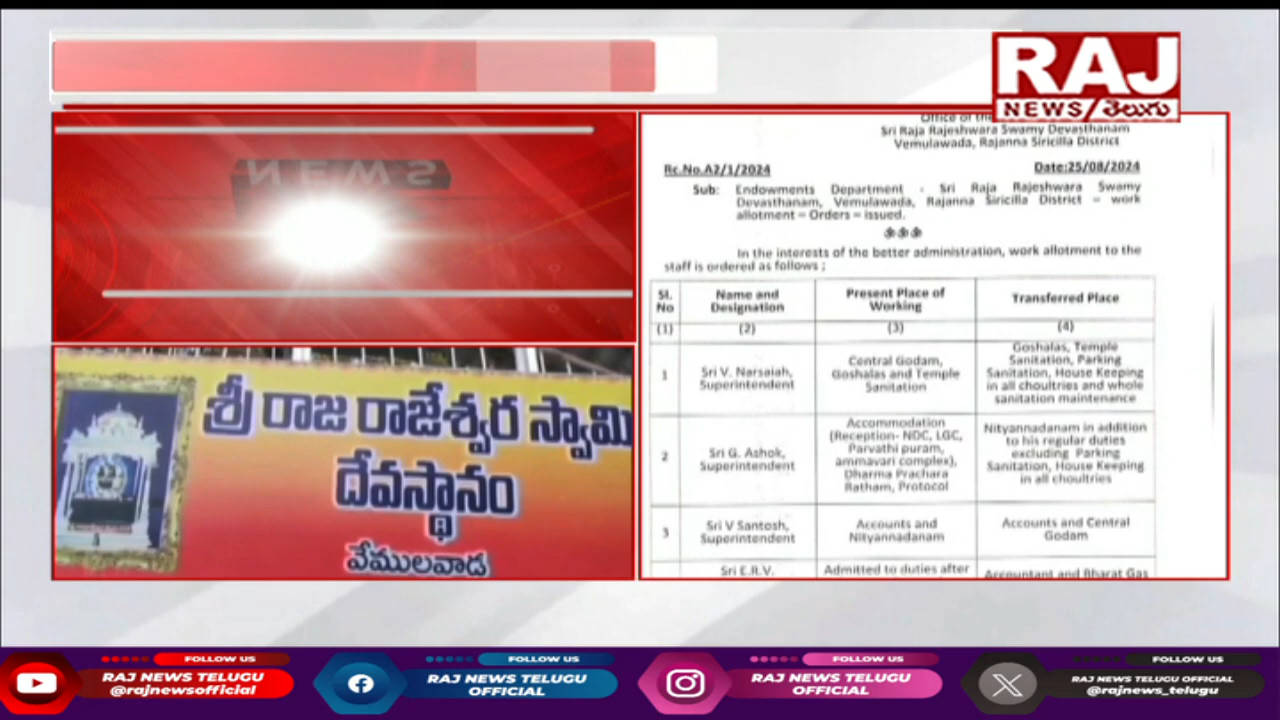 RAJ
NEWS తెలుగు
NEWS
Office of the
Sri Raja Rajeshwara Swamy Devasthanam
Vemulawada, Rajanna Siricilla District
Rc.No.A2/1/2024 Date:25/08/2024
Sub: Endowments Department - Sri Raja Rajeshwara Swamy
Devasthanam, Vemulawada, Rajanna Siricilla District = work
allotment = Orders = issued.
In the interests of the better administration, work allotment to the
staff is ordered as follows ;
Sl. No
Name and Designation
Present Place of Working
Transferred Place
(1) (2) (3) (4)
1
Sri V. Narsaiah,
Superintendent
Central Godam,
Goshalas and Temple
Sanitation
Goshalas, Temple
Sanitation, Parking
Sanitation, House Keeping
in all choultries and whole
sanitation maintenance
2
Sri G. Ashok,
Superintendent
Accommodation
(Reception- NDC, LGC,
Parvathi puram,
ammavari complex),
Dharma Prachara
Ratham, Protocol
Nityannadanam in addition
to his regular duties
excluding Parking
Sanitation, House Keeping
in all choultries
3
Sri V Santosh,
Superintendent
Accounts and
Nityannadanam
Accounts and Central
Godam
Sri E.R.V.
Admitted to duties after
Accountant and Bharat Gas
శ్రీ రాజ రాజేశ్వర స్వామి
దేవస్థానం
వేములవాడ
FOLLOW US
RAJ NEWS TELUGU
@rajnewsofficial
FOLLOW US
RAJ NEWS TELUGU
OFFICIAL
FOLLOW US
RAJ NEWS TELUGU
OFFICIAL
FOLLOW US
RAJ NEWS TELUGU OFFICIAL
@rajnews_telugu